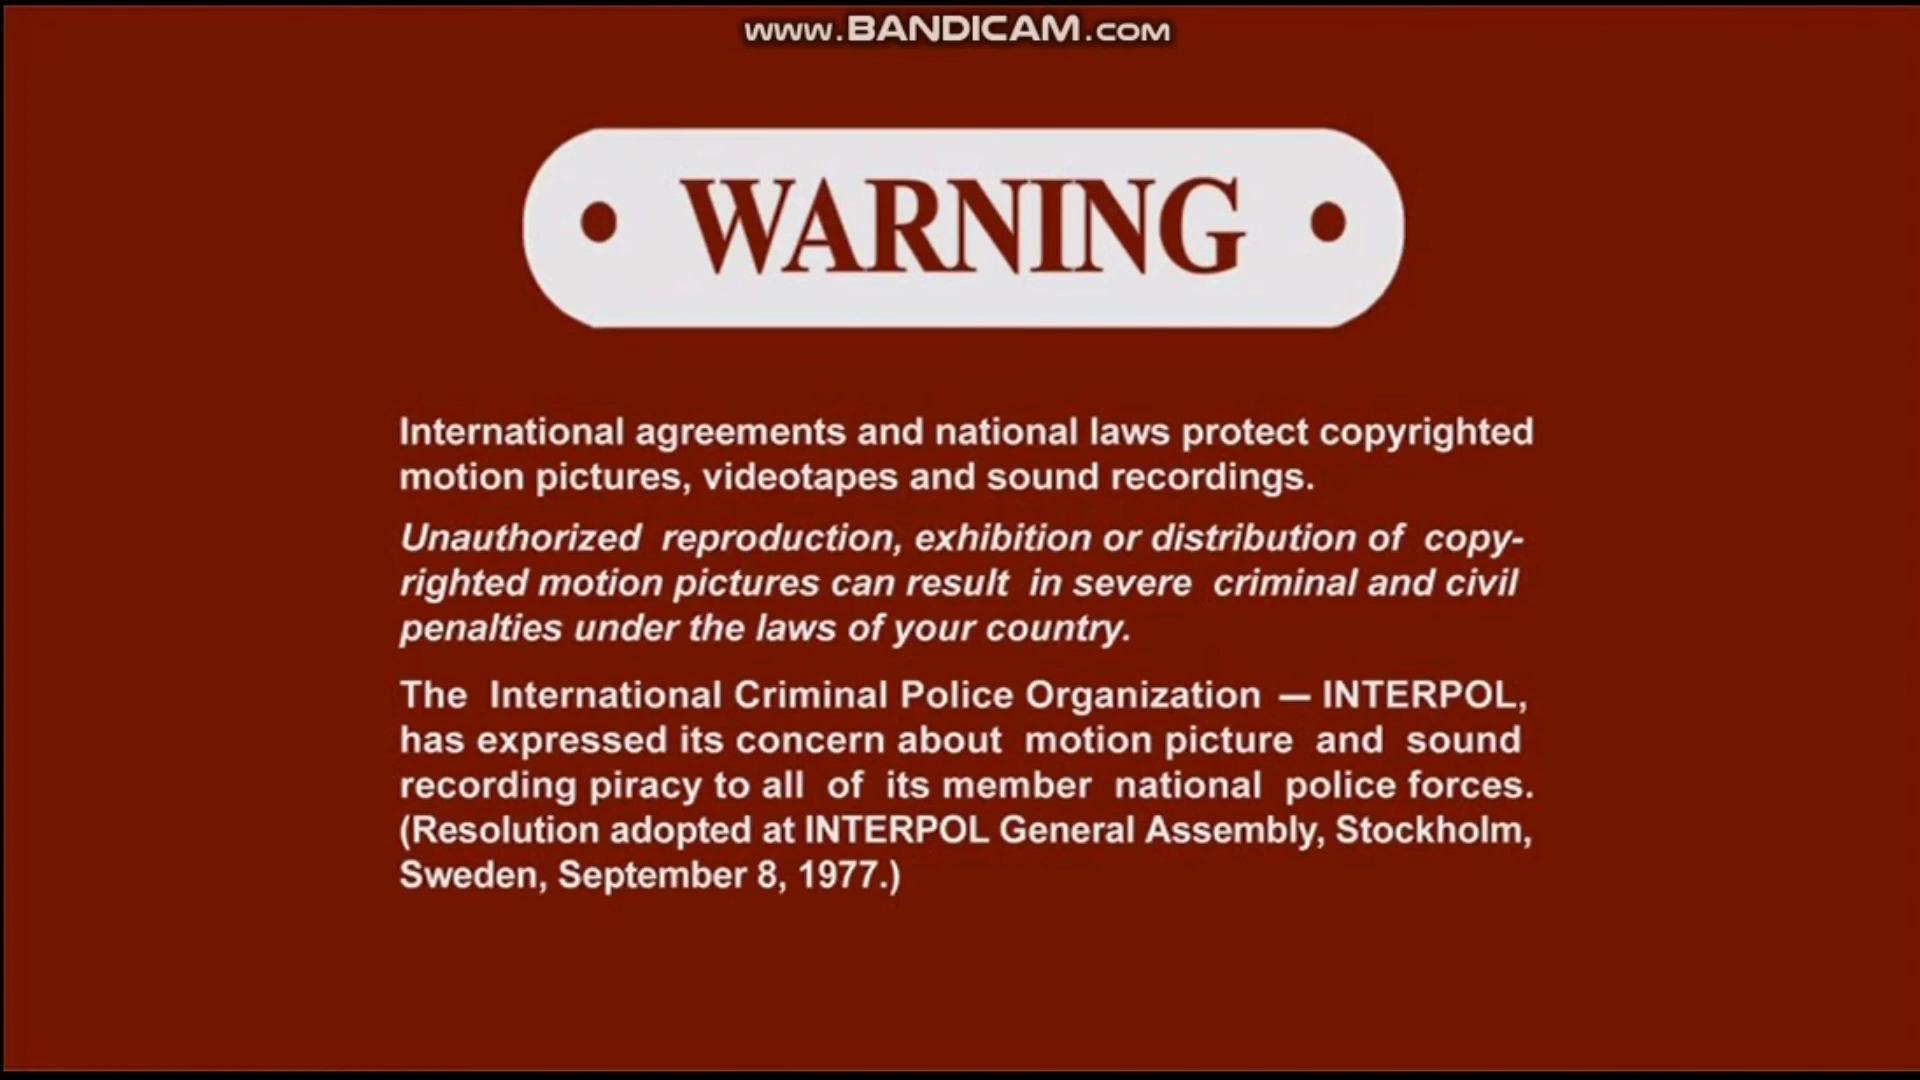 www.BANDICAM.COM
• WARNING •
International agreements and national laws protect copyrighted
motion pictures, videotapes and sound recordings.
Unauthorized reproduction, exhibition or distribution of copy-
righted motion pictures can result in severe criminal and civil
penalties under the laws of your country.
The International Criminal Police Organization — INTERPOL,
has expressed its concern about motion picture and sound
recording piracy to all of its member national police forces.
(Resolution adopted at INTERPOL General Assembly, Stockholm,
Sweden, September 8, 1977.)